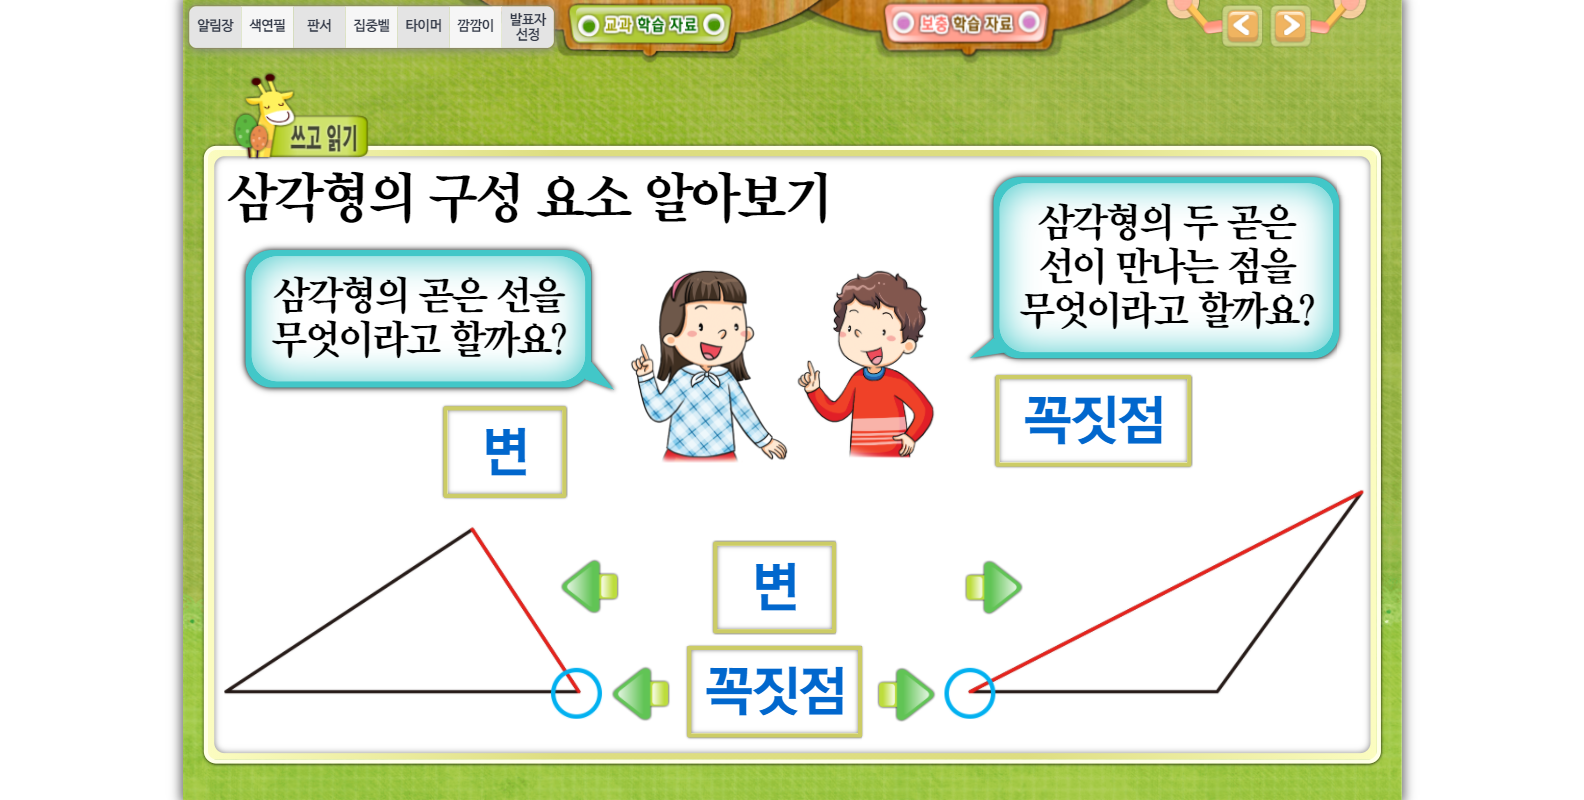 알림장 색연필 판서 집중벨 타이머 깜깜이 발표자 선정
교과 학습 자료
보충 학습 자료
쓰고 읽기
삼각형의 구성 요소 알아보기
삼각형의 곧은 선을
무엇이라고 할까요?
변
삼각형의 두 곧은
선이 만나는 점을
무엇이라고 할까요?
꼭짓점
변
꼭짓점